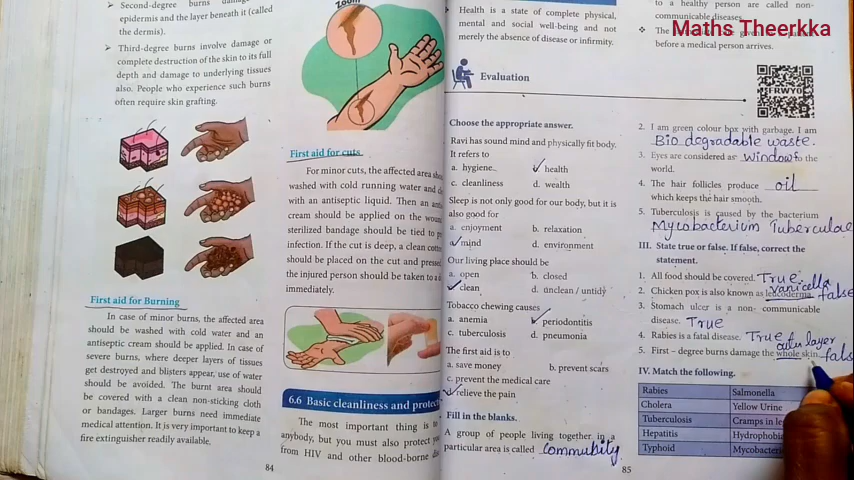 Second-degree burns
epidermis and the layer beneath it (called
the dermis).
Third-degree burns involve damage or
complete destruction of the skin to its full
depth and damage to underlying tissues
also. People who experience such burns
often require skin grafting.
First aid for Burning
In case of minor burns, the affected area
should be washed with cold water and an
antiseptic cream should be applied. In case of
severe burns, where deeper layers of tissues
get destroyed and blisters appear, use of water
should be avoided. The burnt area should
be covered with a clean non-sticking cloth
or bandages. Larger burns need immediate
medical attention. It is very important to keep a
fire extinguisher readily available.
84
Zoom
First aid for cuts
For minor cuts, the affected area
washed with cold running water and
with an antiseptic liquid. Then an
cream should be applied on the
sterilized bandage should be tied to
infection. If the cut is deep, a clean
should be placed on the cut and
the injured person should be taken to a
immediately.
6.6 Basic cleanliness and
The most important thing is to
anybody, but you must also protect
from HIV and other blood-borne
Health is a state of complete physical,
mental and social well-being and not
merely the absence of disease or infirmity.
to a healthy person are called non-
communicable diseases.
Maths Theerkka
before a medical person arrives.
Evaluation
FRWYO
Choose the appropriate answer.
Ravi has sound mind and physically fit body.
It refers to
a. hygiene b. health
c. cleanliness d. wealth
Sleep is not only good for our body, but it is
also good for
a. enjoyment b. relaxation
mind d. environment
Our living place should be
a. open b. closed
clean d. unclean / untidy
Tobacco chewing causes
a. anemia periodontitis
c. tuberculosis d. pneumonia
The first aid is to
a. save money b. prevent scars
c. prevent the medical care
relieve the pain
Fill in the blanks.
A group of people living together in a
particular area is called commubity
85
2. I am green colour box with garbage. I am
Bio degradable waste.
3. Eyes are considered as window to the
world.
4. The hair follicles produce oil
which keeps the hair smooth.
5. Tuberculosis is caused by the bacterium
Mycobacterium Tuberculae
III. State true or false. If false, correct the
statement.
1. All food should be covered. True.
vanicella
2. Chicken pox is also known as leucoderma. false
3. Stomach ulcer is a non- communicable
disease. True
4. Rabies is a fatal disease. True
outer layer
5. First – degree burns damage the whole skin
IV. Match the following.
Rabies Salmonella
Cholera Yellow Urine
Tuberculosis Cramps in
Hepatitis
Typhoid